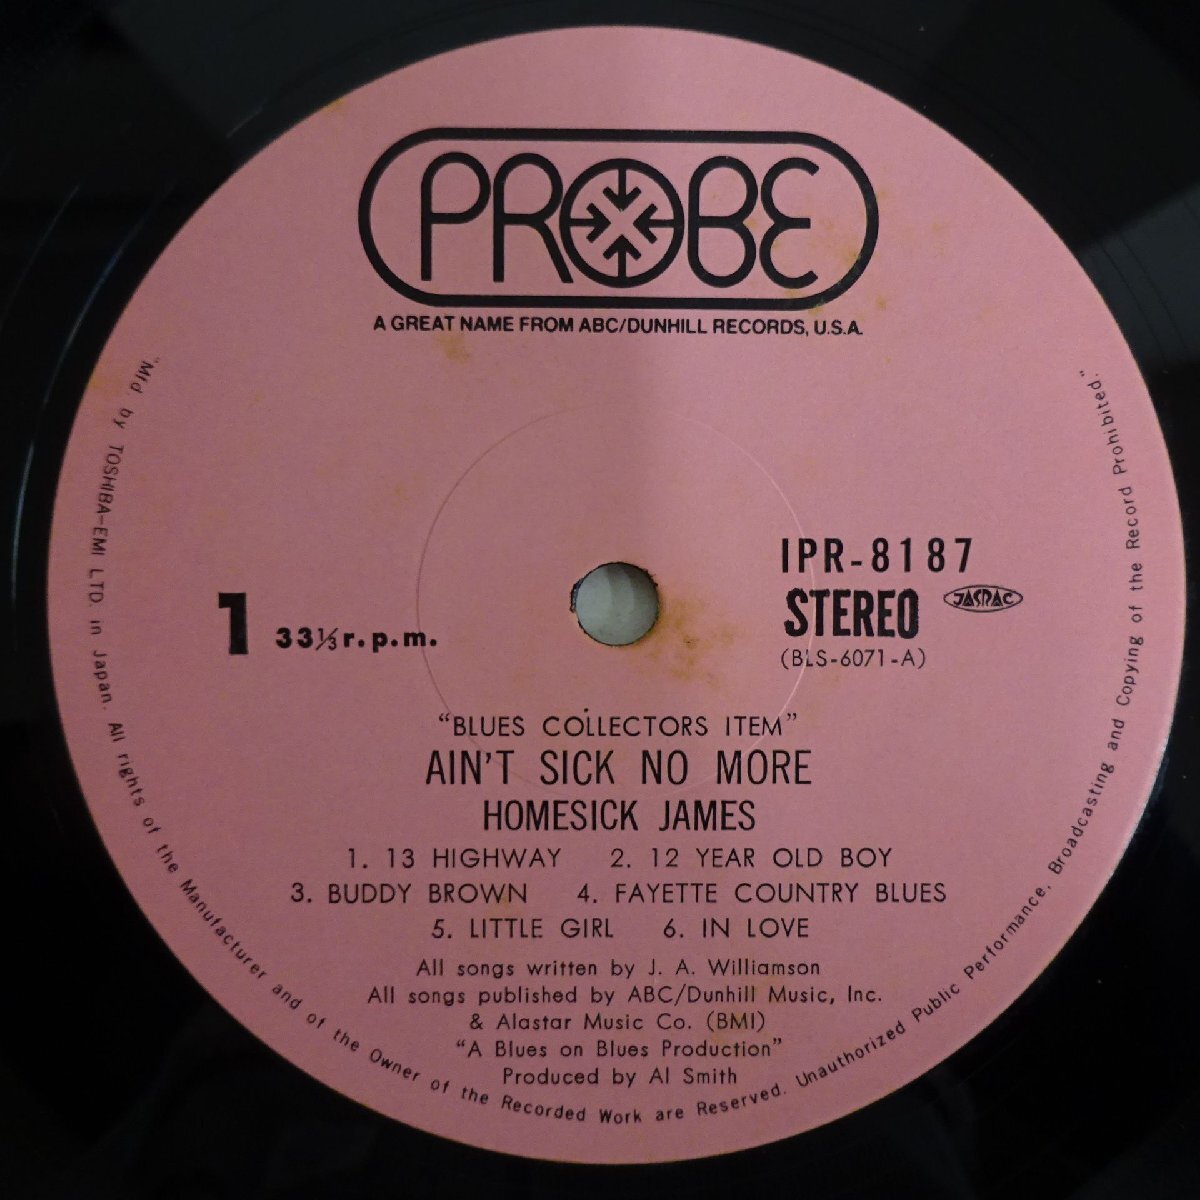 PROBE
A GREAT NAME FROM ABC/DUNHILL RECORDS, U.S.A.
IPR-8187
STEREO JASRAC
(BLS-6071-A)
1 33⅓ r.p.m.
"BLUES COLLECTORS ITEM"
AIN'T SICK NO MORE
HOMESICK JAMES
1. 13 HIGHWAY 2. 12 YEAR OLD BOY
3. BUDDY BROWN 4. FAYETTE COUNTRY BLUES
5. LITTLE GIRL 6. IN LOVE
All songs written by J. A. Williamson
All songs published by ABC/Dunhill Music, Inc.
& Alastar Music Co. (BMI)
"A Blues on Blues Production"
Produced by Al Smith
"Mfd. by TOSHIBA-EMI LTD. in Japan. All rights of the Manufacturer and of the Owner of the Recorded Work are Reserved. Unauthorized Public Performance, Broadcasting and Copying of the Record Prohibited."